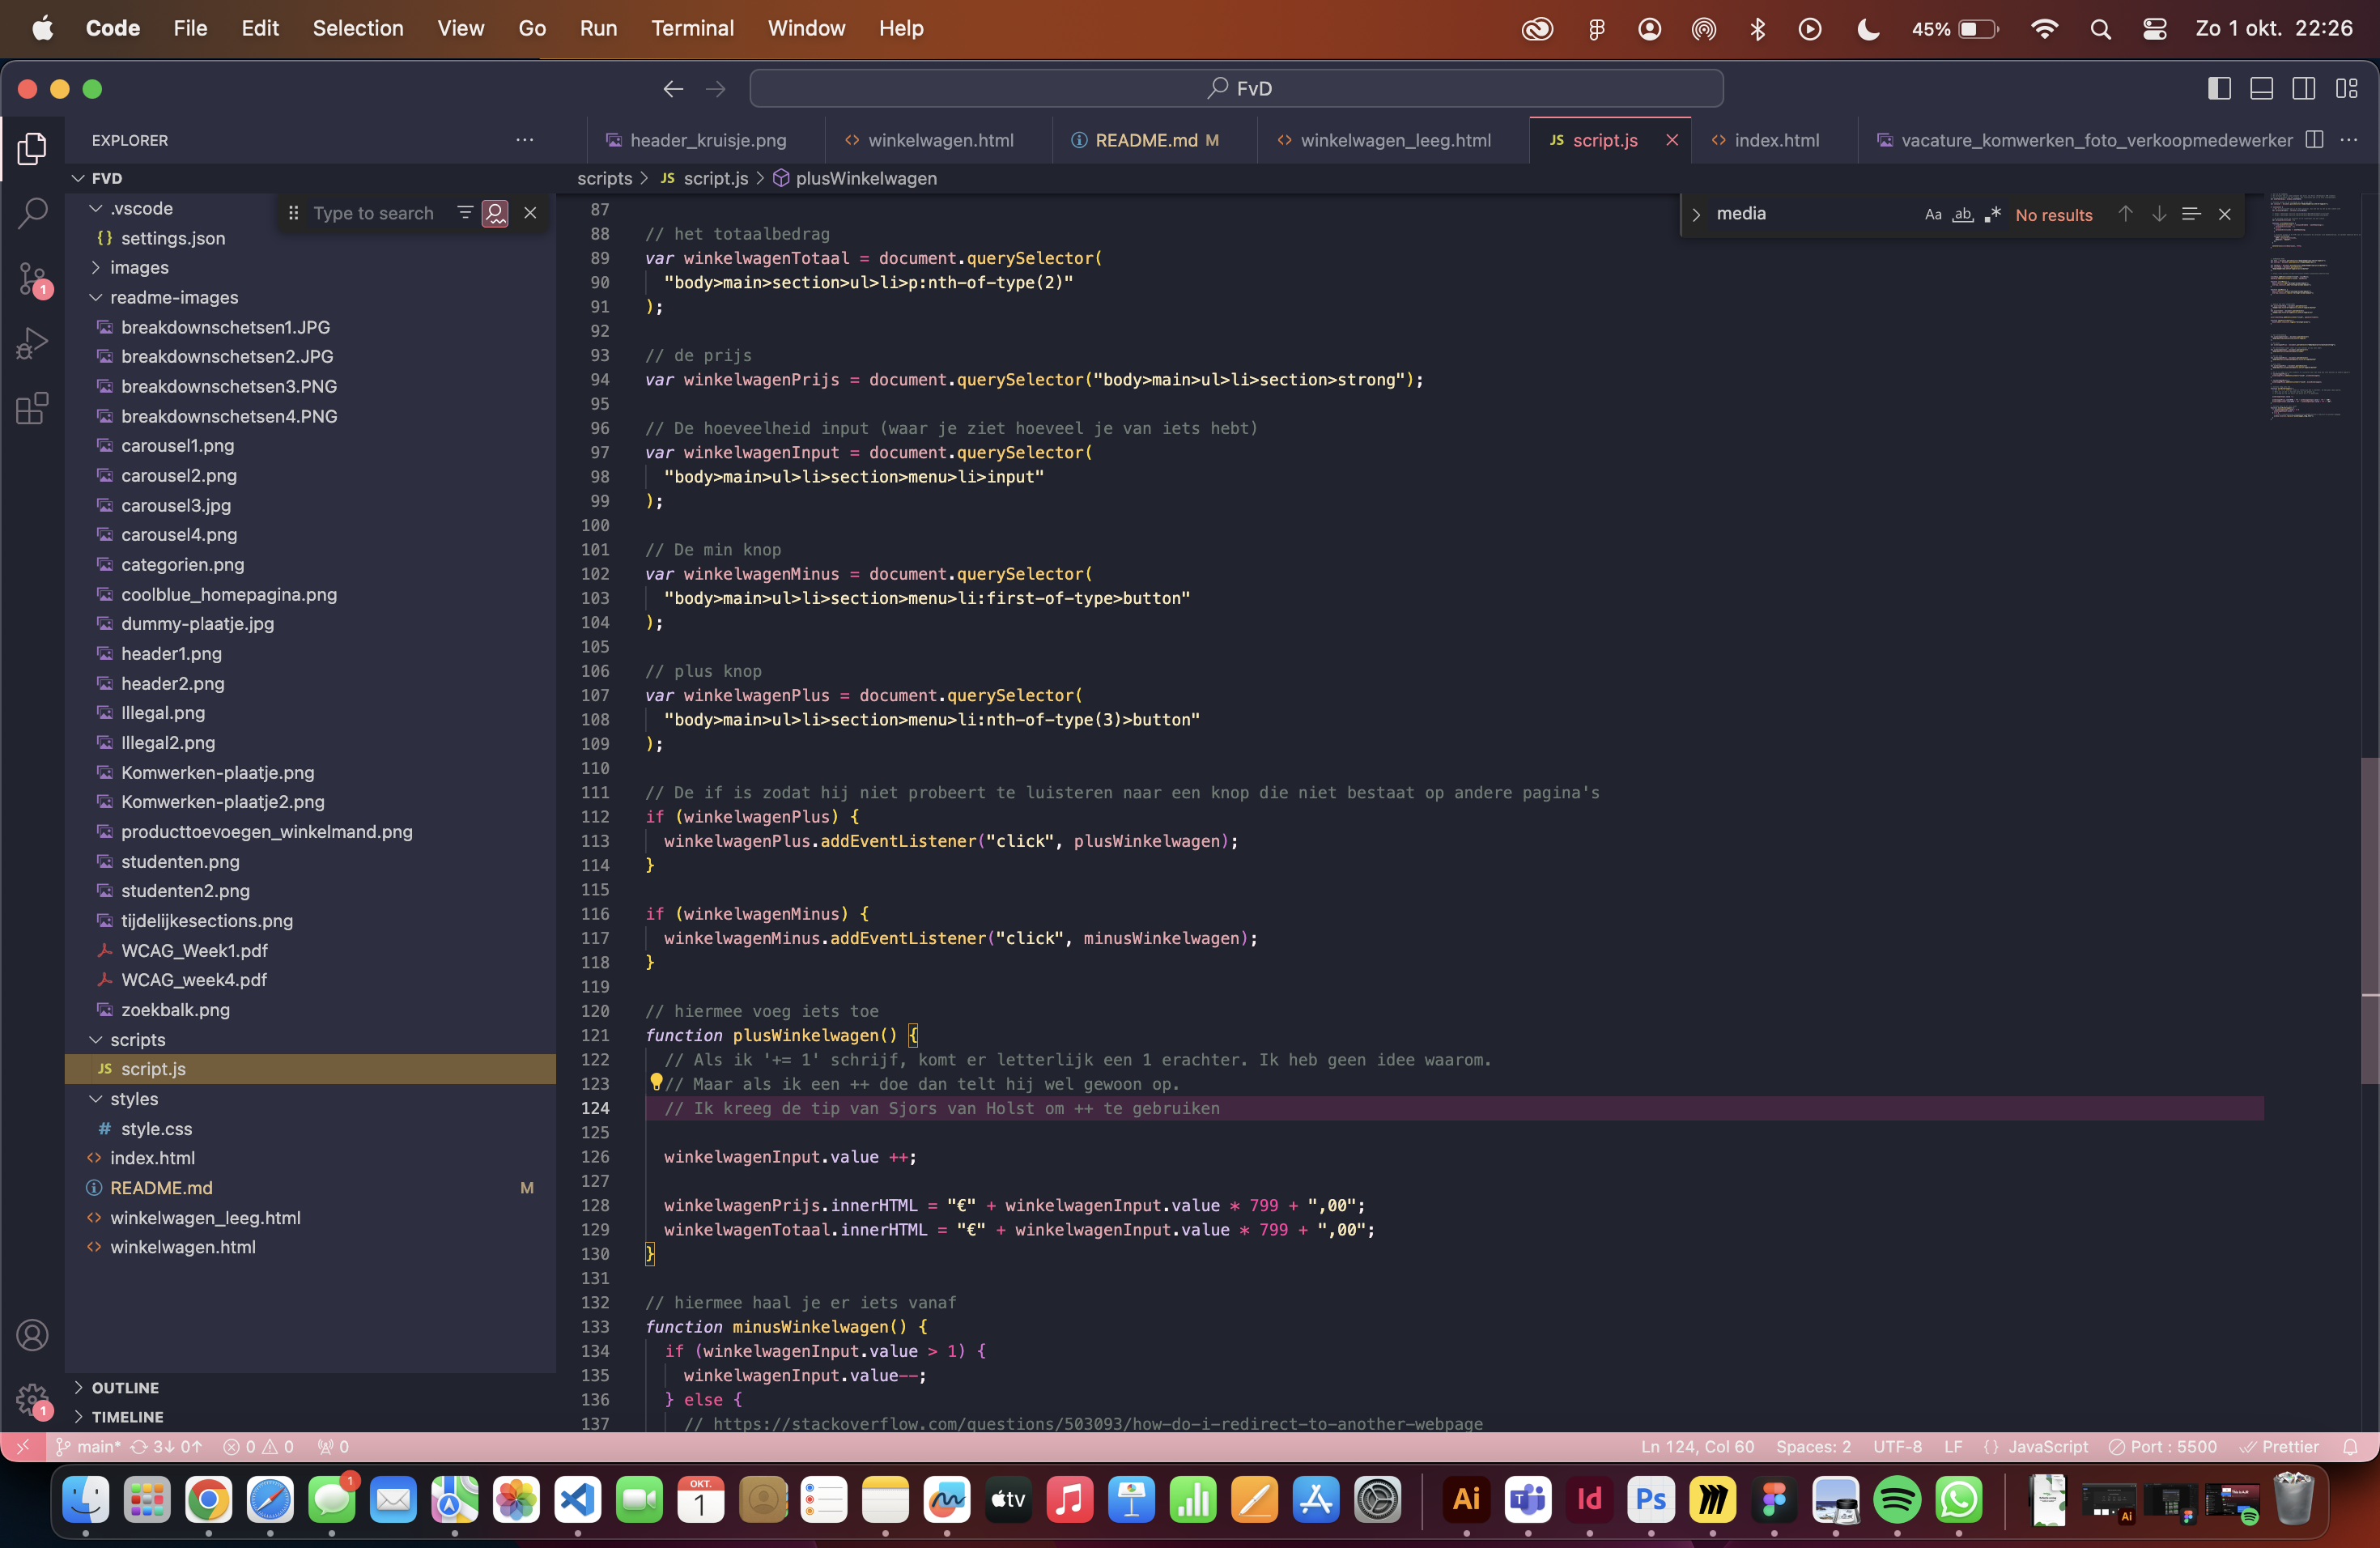 Code File Edit Selection View Go Run Terminal Window Help 45% Zo 1 okt. 22:26
FvD
EXPLORER
header_kruisje.png winkelwagen.html README.md M winkelwagen_leeg.html JS script.js index.html vacature_komwerken_foto_verkoopmedewerker
scripts > JS script.js > plusWinkelwagen
FVD
Type to search
media Aa ab No results
.vscode
settings.json
images
readme-images
breakdownschetsen1.JPG
breakdownschetsen2.JPG
breakdownschetsen3.PNG
breakdownschetsen4.PNG
carousel1.png
carousel2.png
carousel3.jpg
carousel4.png
categorien.png
coolblue_homepagina.png
dummy-plaatje.jpg
header1.png
header2.png
Illegal.png
Illegal2.png
Komwerken-plaatje.png
Komwerken-plaatje2.png
producttoevoegen_winkelmand.png
studenten.png
studenten2.png
tijdelijkesections.png
WCAG_Week1.pdf
WCAG_week4.pdf
zoekbalk.png
scripts
JS script.js
styles
# style.css
index.html
README.md M
winkelwagen_leeg.html
winkelwagen.html
OUTLINE
TIMELINE
87
88 // het totaalbedrag
89 var winkelwagenTotaal = document.querySelector(
90 "body>main>section>ul>li>p:nth-of-type(2)"
91 );
92
93 // de prijs
94 var winkelwagenPrijs = document.querySelector("body>main>ul>li>section>strong");
95
96 // De hoeveelheid input (waar je ziet hoeveel je van iets hebt)
97 var winkelwagenInput = document.querySelector(
98 "body>main>ul>li>section>menu>li>input"
99 );
100
101 // De min knop
102 var winkelwagenMinus = document.querySelector(
103 "body>main>ul>li>section>menu>li:first-of-type>button"
104 );
105
106 // plus knop
107 var winkelwagenPlus = document.querySelector(
108 "body>main>ul>li>section>menu>li:nth-of-type(3)>button"
109 );
110
111 // De if is zodat hij niet probeert te luisteren naar een knop die niet bestaat op andere pagina's
112 if (winkelwagenPlus) {
113 winkelwagenPlus.addEventListener("click", plusWinkelwagen);
114 }
115
116 if (winkelwagenMinus) {
117 winkelwagenMinus.addEventListener("click", minusWinkelwagen);
118 }
119
120 // hiermee voeg iets toe
121 function plusWinkelwagen() {
122 // Als ik '+= 1' schrijf, komt er letterlijk een 1 erachter. Ik heb geen idee waarom.
123 // Maar als ik een ++ doe dan telt hij wel gewoon op.
124 // Ik kreeg de tip van Sjors van Holst om ++ te gebruiken
125
126 winkelwagenInput.value ++;
127
128 winkelwagenPrijs.innerHTML = "€" + winkelwagenInput.value * 799 + ",00";
129 winkelwagenTotaal.innerHTML = "€" + winkelwagenInput.value * 799 + ",00";
130 }
131
132 // hiermee haal je er iets vanaf
133 function minusWinkelwagen() {
134 if (winkelwagenInput.value > 1) {
135 winkelwagenInput.value--;
136 } else {
137 // https://stackoverflow.com/questions/503093/how-do-i-redirect-to-another-webpage
1
1
main* 3↓ 0↑ 0 0 0 Ln 124, Col 60 Spaces: 2 UTF-8 LF {} JavaScript Port : 5500 Prettier
1
OKT.
1
tv
Ai
Id
Ps